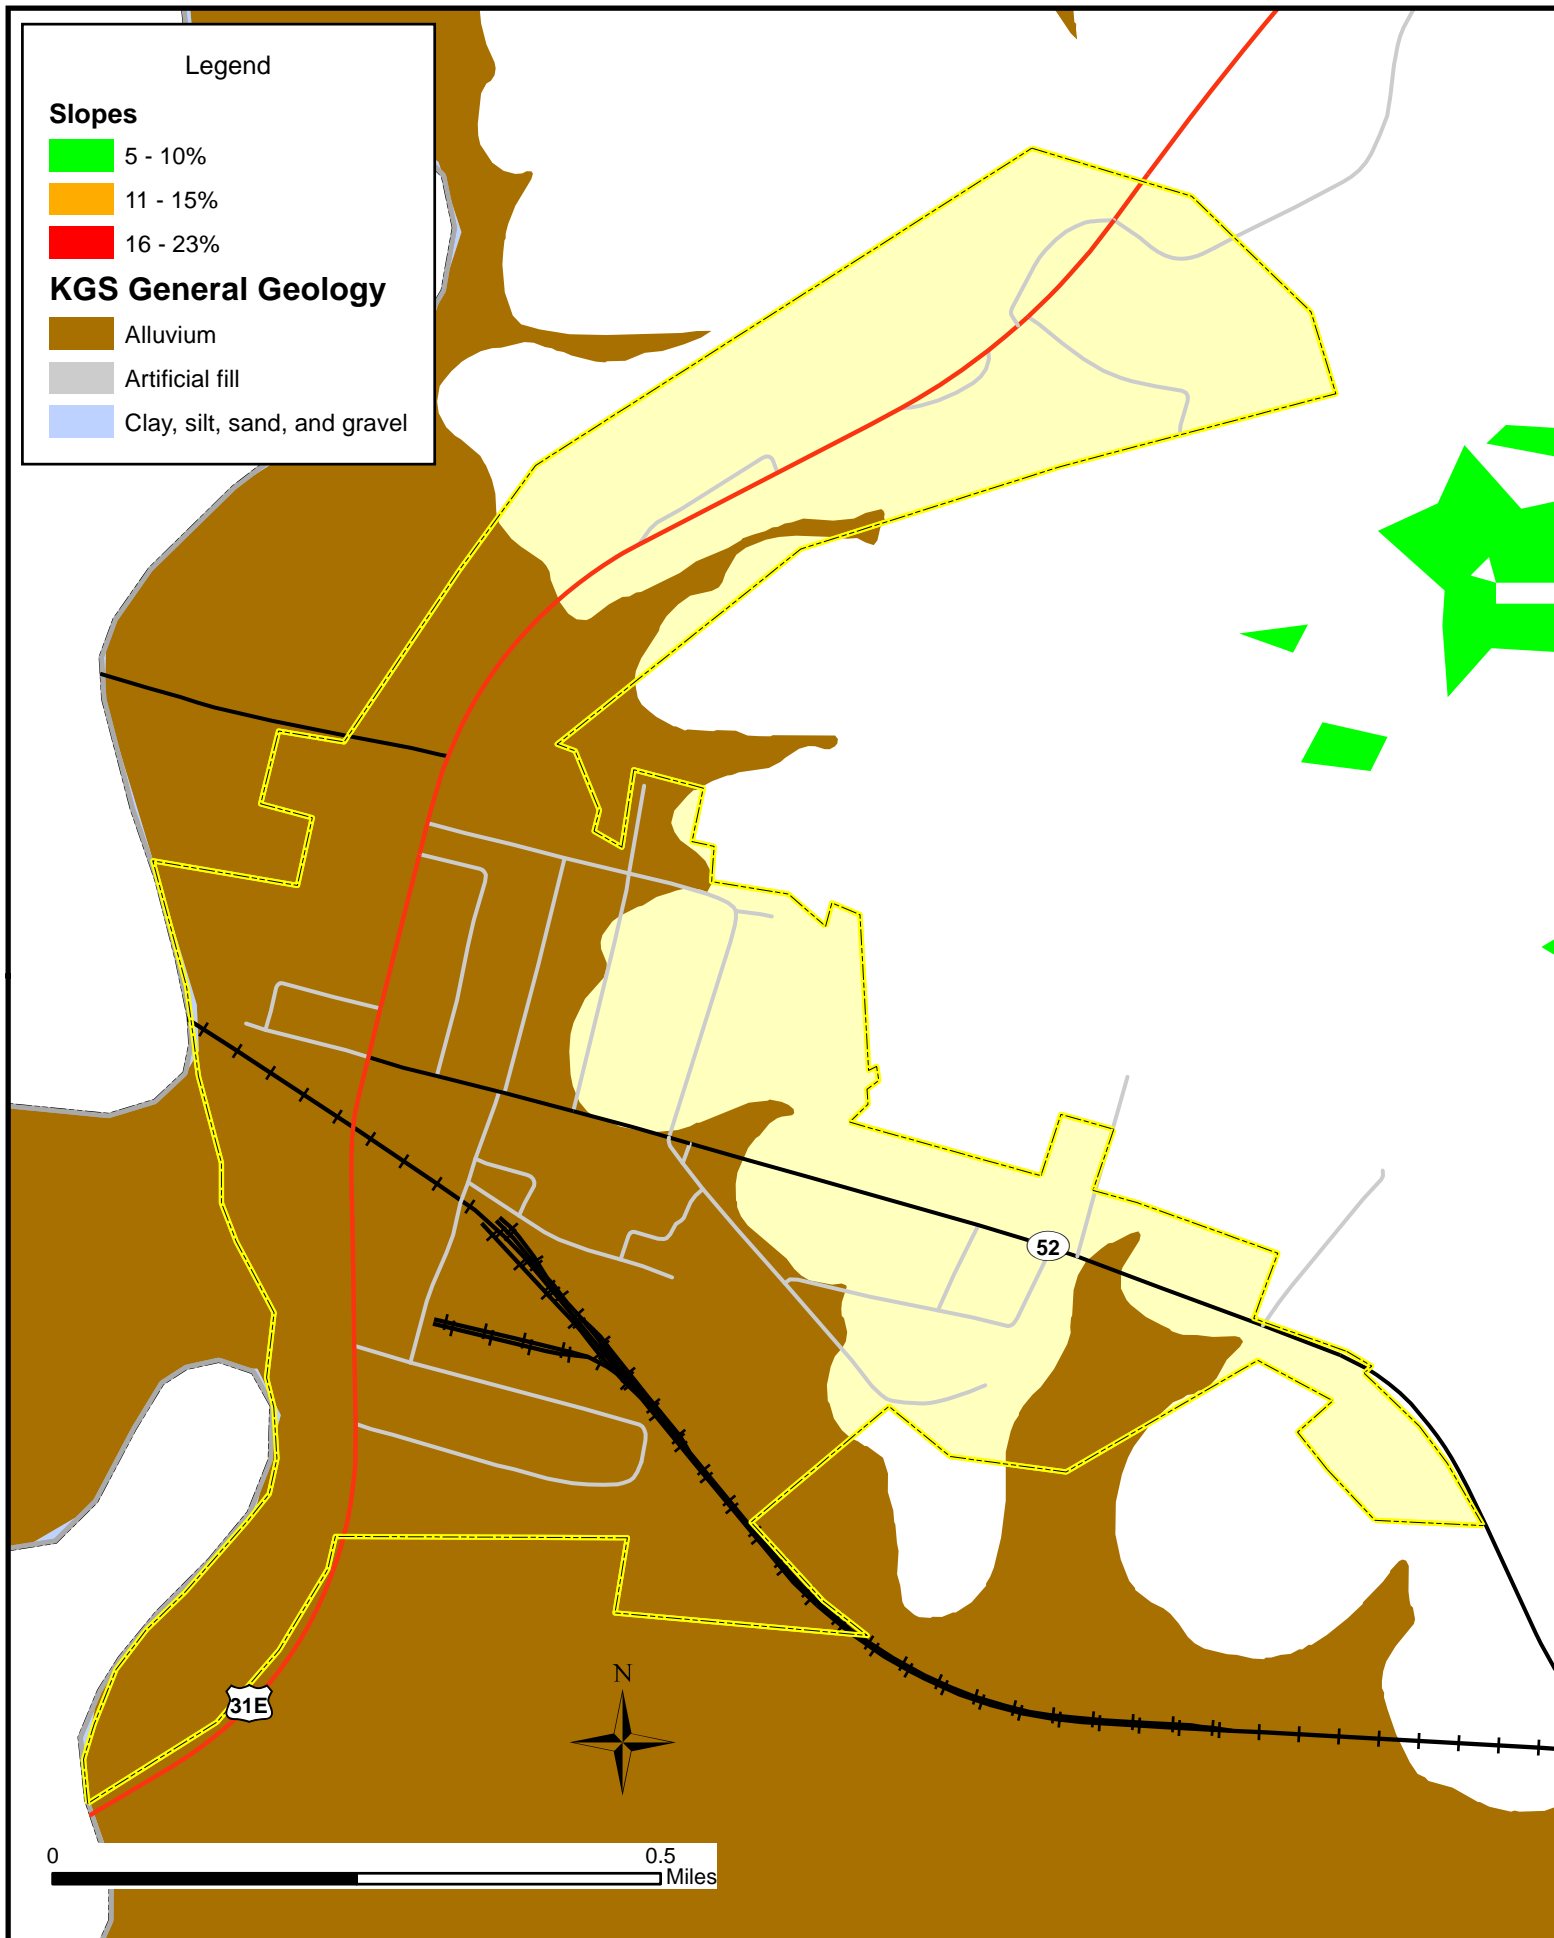 Legend
Slopes
5 - 10%
11 - 15%
16 - 23%
KGS General Geology
Alluvium
Artificial fill
Clay, silt, sand, and gravel
52
31E
N
0 0.5
Miles